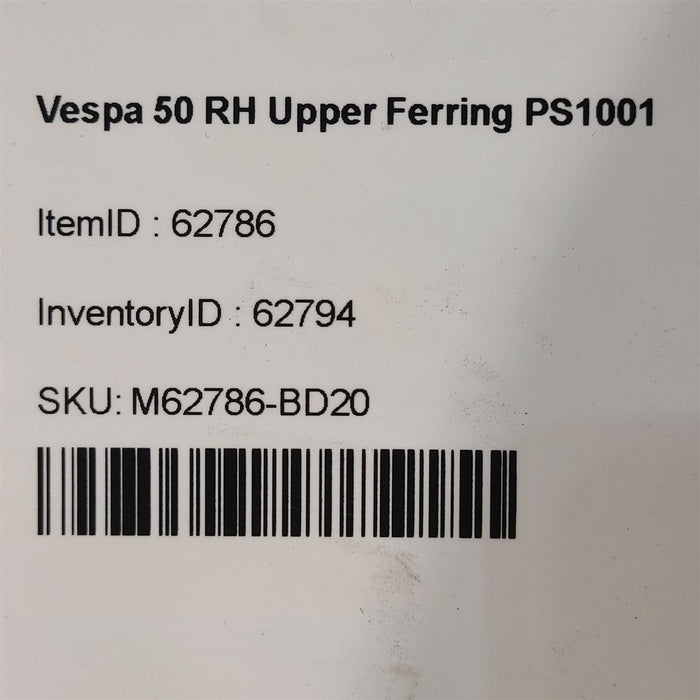 Vespa 50 RH Upper Ferring PS1001
ItemID : 62786
InventoryID : 62794
SKU: M62786-BD20